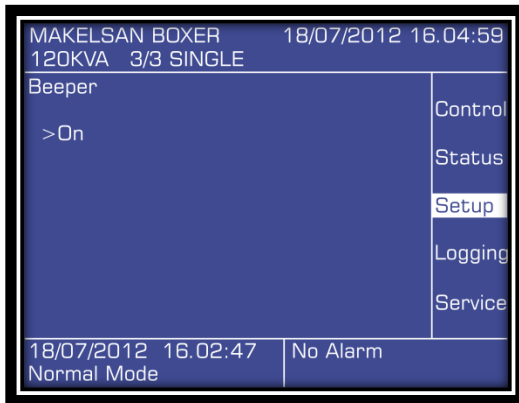 MAKELSAN BOXER 18/07/2012 16.04:59
120KVA 3/3 SINGLE
Beeper
>On
Control
Status
Setup
Logging
Service
18/07/2012 16.02:47 No Alarm
Normal Mode